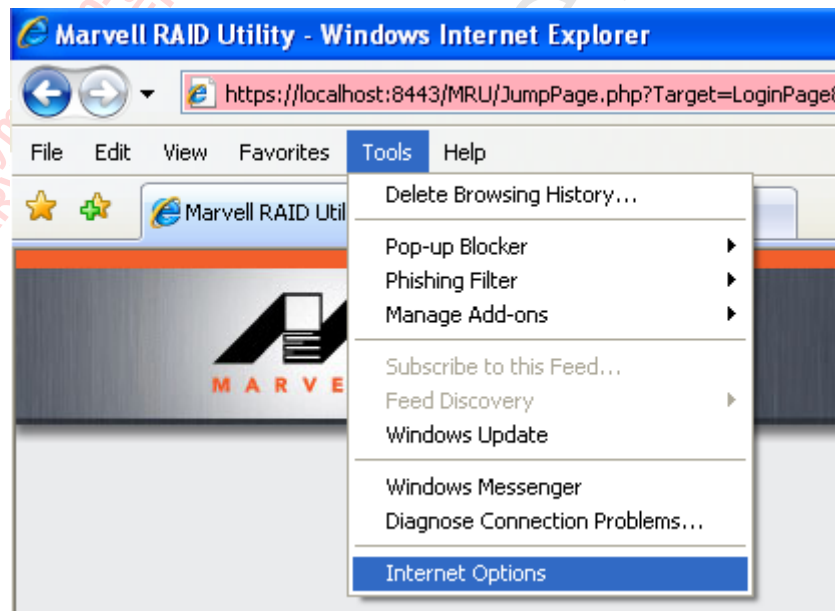 Marvell RAID Utility - Windows Internet Explorer
https://localhost:8443/MRU/JumpPage.php?Target=LoginPage
File Edit View Favorites Tools Help
Marvell RAID Util
Delete Browsing History...
Pop-up Blocker
Phishing Filter
Manage Add-ons
Subscribe to this Feed...
Feed Discovery
Windows Update
Windows Messenger
Diagnose Connection Problems...
Internet Options
MARVE